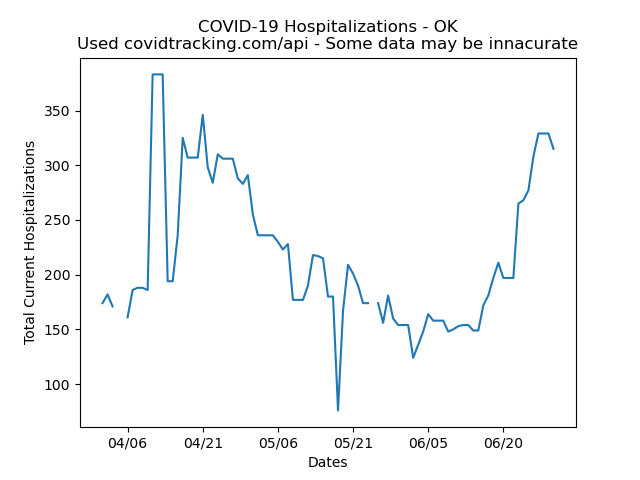 COVID-19 Hospitalizations - OK
Used covidtracking.com/api - Some data may be innacurate
Total Current Hospitalizations
350
300
250
200
150
100
04/06 04/21 05/06 05/21 06/05 06/20
Dates